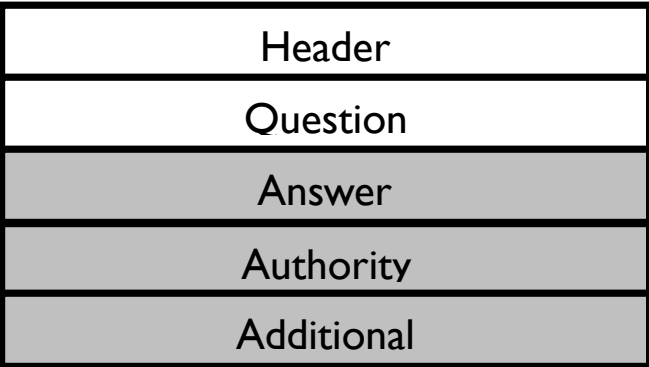 Header
Question
Answer
Authority
Additional